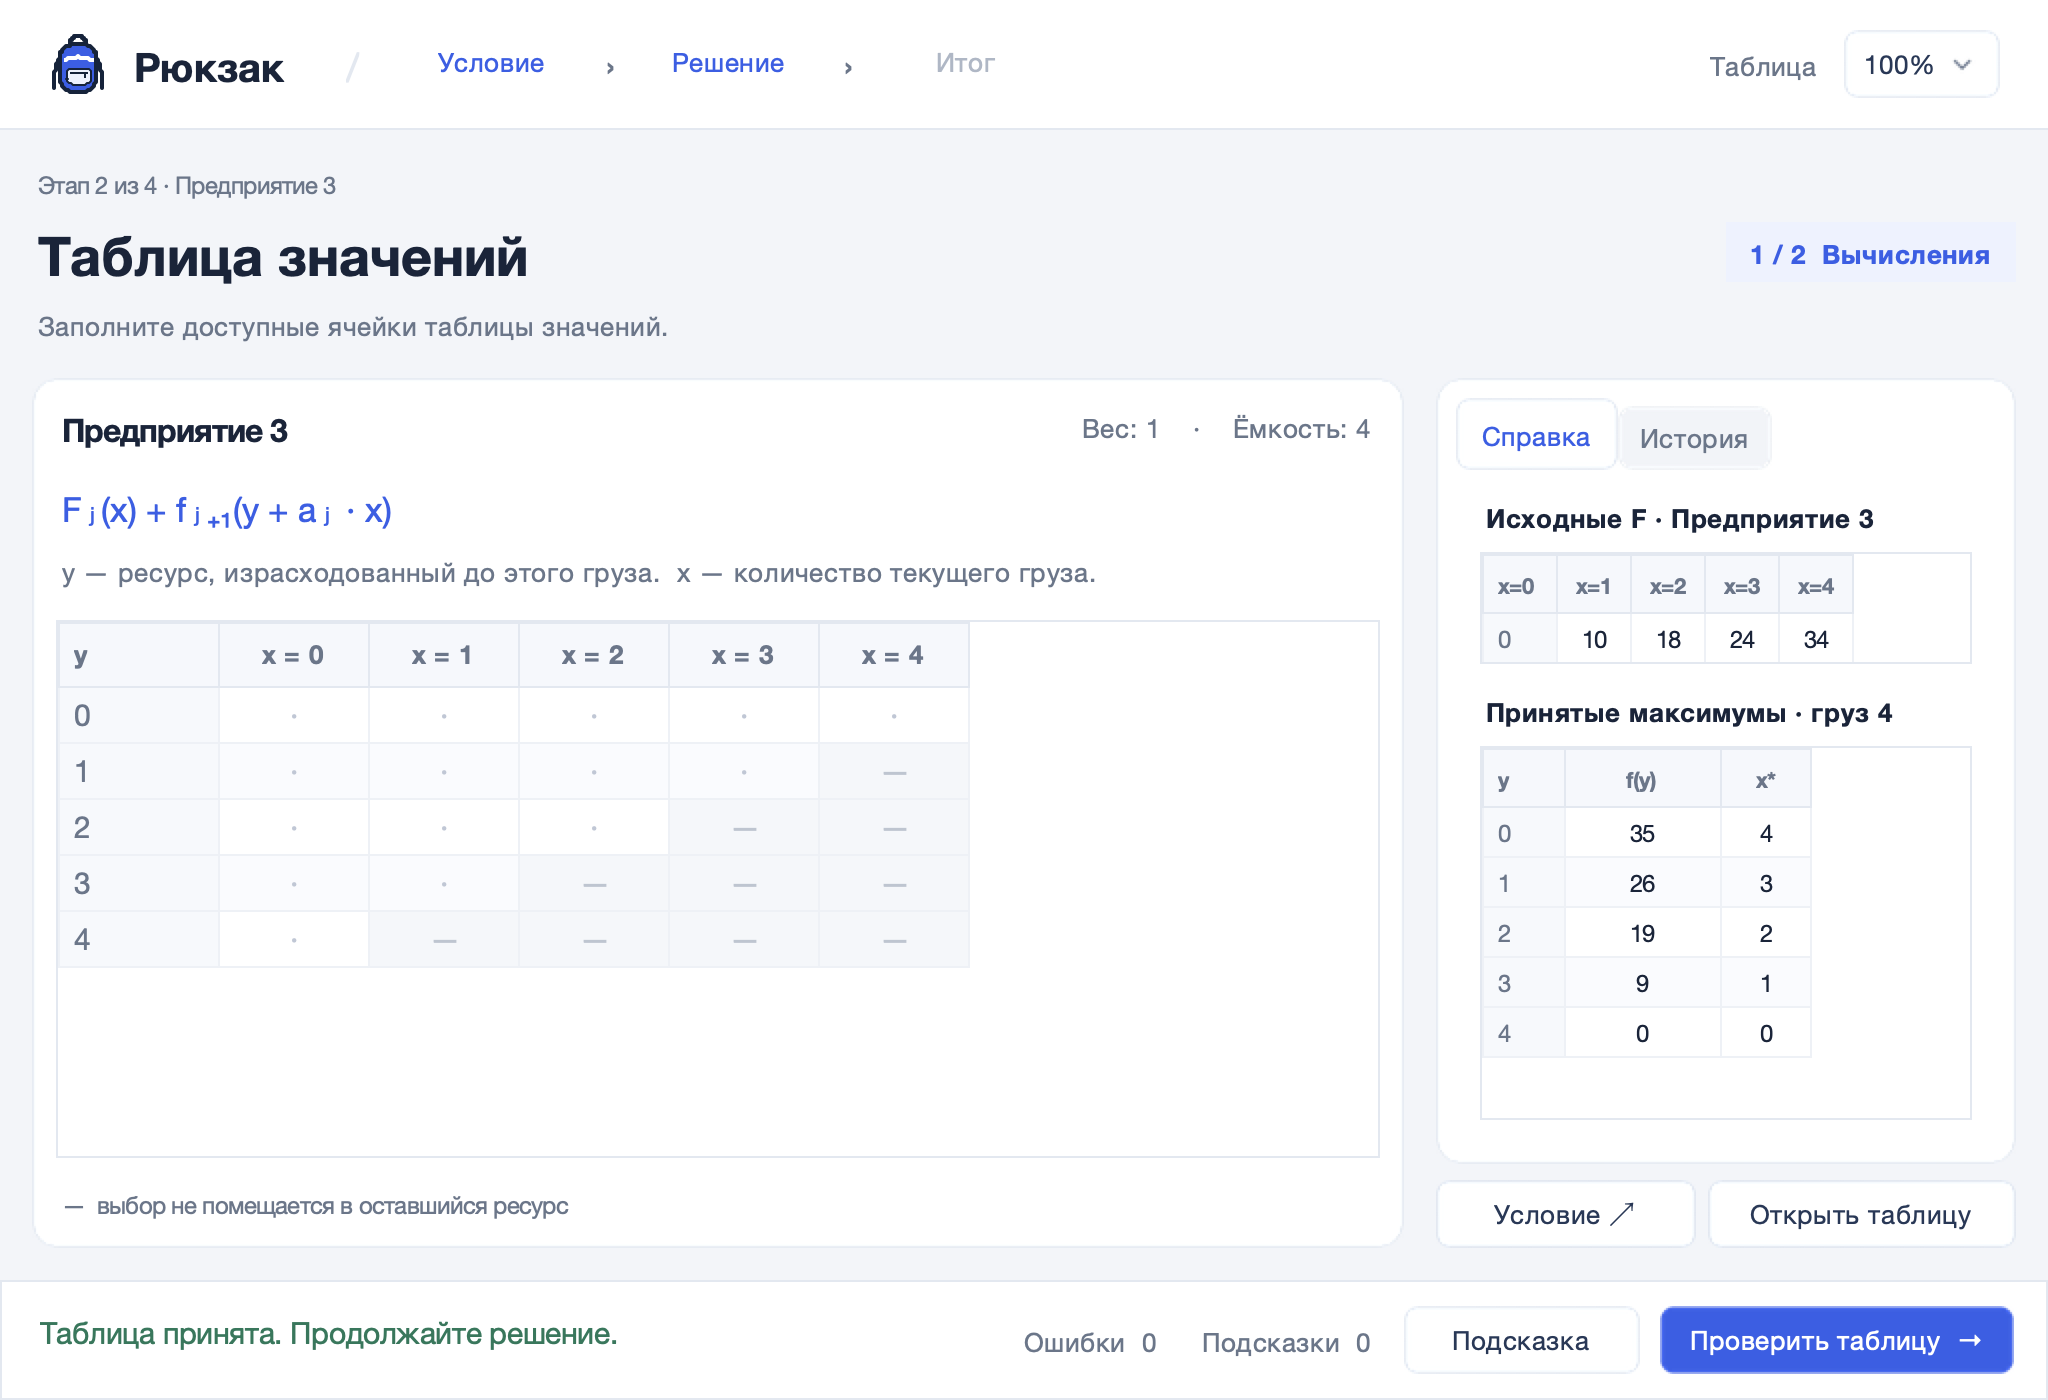 Рюкзак / Условие › Решение › Итог Таблица 100%
Этап 2 из 4 · Предприятие 3
Таблица значений
1 / 2 Вычисления
Заполните доступные ячейки таблицы значений.
Предприятие 3 Вес: 1 · Ёмкость: 4
F j (x) + f j +1(y + a j · x)
y — ресурс, израсходованный до этого груза. x — количество текущего груза.
y x = 0 x = 1 x = 2 x = 3 x = 4
0 · · · · ·
1 · · · · —
2 · · · — —
3 · · — — —
4 · — — — —
— выбор не помещается в оставшийся ресурс
Справка История
Исходные F · Предприятие 3
x=0 x=1 x=2 x=3 x=4
0 10 18 24 34
Принятые максимумы · груз 4
y f(y) x*
0 35 4
1 26 3
2 19 2
3 9 1
4 0 0
Условие ↗ Открыть таблицу
Таблица принята. Продолжайте решение.
Ошибки 0 Подсказки 0 Подсказка Проверить таблицу →